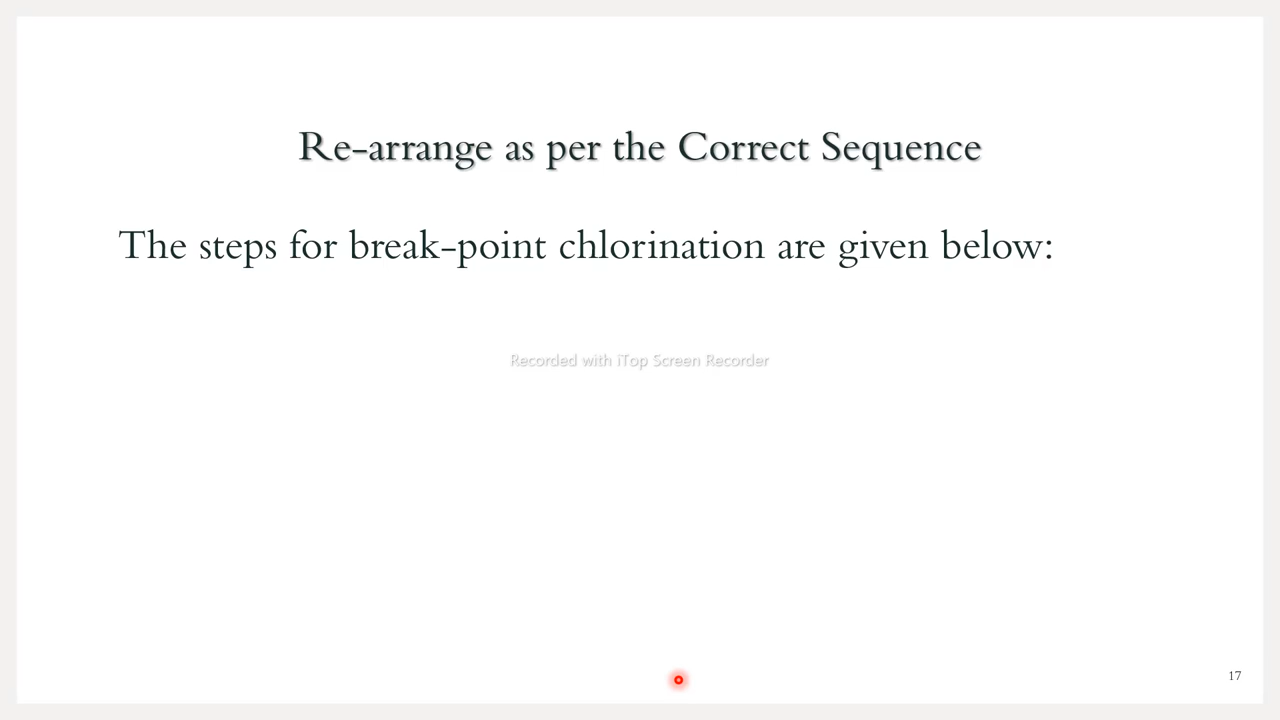 Re-arrange as per the Correct Sequence
The steps for break-point chlorination are given below:
Recorded with iTop Screen Recorder
17